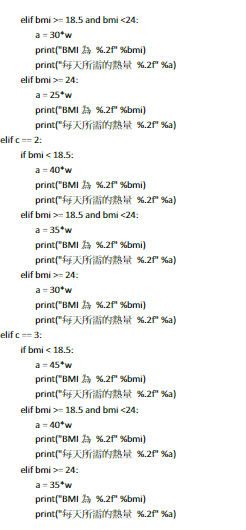 elif bmi >= 18.5 and bmi <24:
        a = 30*w
        print("BMI 為 %.2f" %bmi)
        print("每天所需的熱量 %.2f" %a)
    elif bmi >= 24:
        a = 25*w
        print("BMI 為 %.2f" %bmi)
        print("每天所需的熱量 %.2f" %a)
elif c == 2:
    if bmi < 18.5:
        a = 40*w
        print("BMI 為 %.2f" %bmi)
        print("每天所需的熱量 %.2f" %a)
    elif bmi >= 18.5 and bmi <24:
        a = 35*w
        print("BMI 為 %.2f" %bmi)
        print("每天所需的熱量 %.2f" %a)
    elif bmi >= 24:
        a = 30*w
        print("BMI 為 %.2f" %bmi)
        print("每天所需的熱量 %.2f" %a)
elif c == 3:
    if bmi < 18.5:
        a = 45*w
        print("BMI 為 %.2f" %bmi)
        print("每天所需的熱量 %.2f" %a)
    elif bmi >= 18.5 and bmi <24:
        a = 40*w
        print("BMI 為 %.2f" %bmi)
        print("每天所需的熱量 %.2f" %a)
    elif bmi >= 24:
        a = 35*w
        print("BMI 為 %.2f" %bmi)
        print("每天所需的熱量 %.2f" %a)